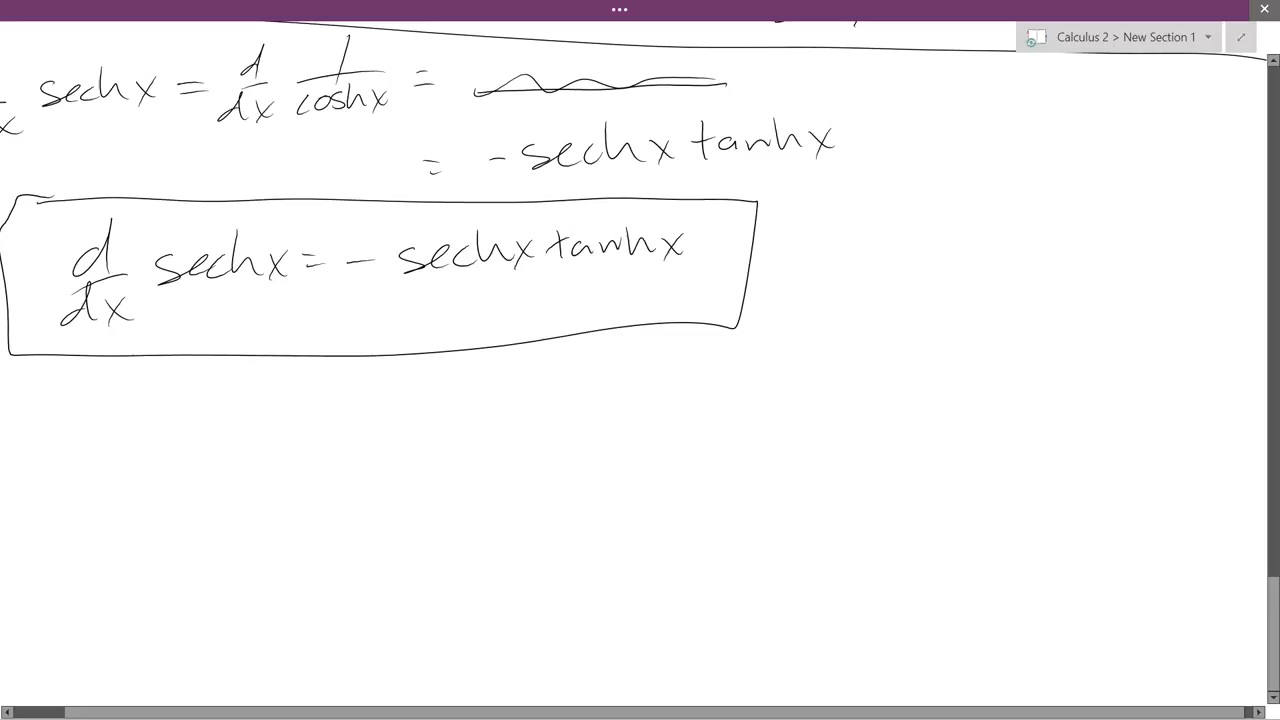 Calculus 2 > New Section 1
sechx = d/dx 1/coshx =
= - sechx tanhx
d/dx sechx = - sechx tanhx